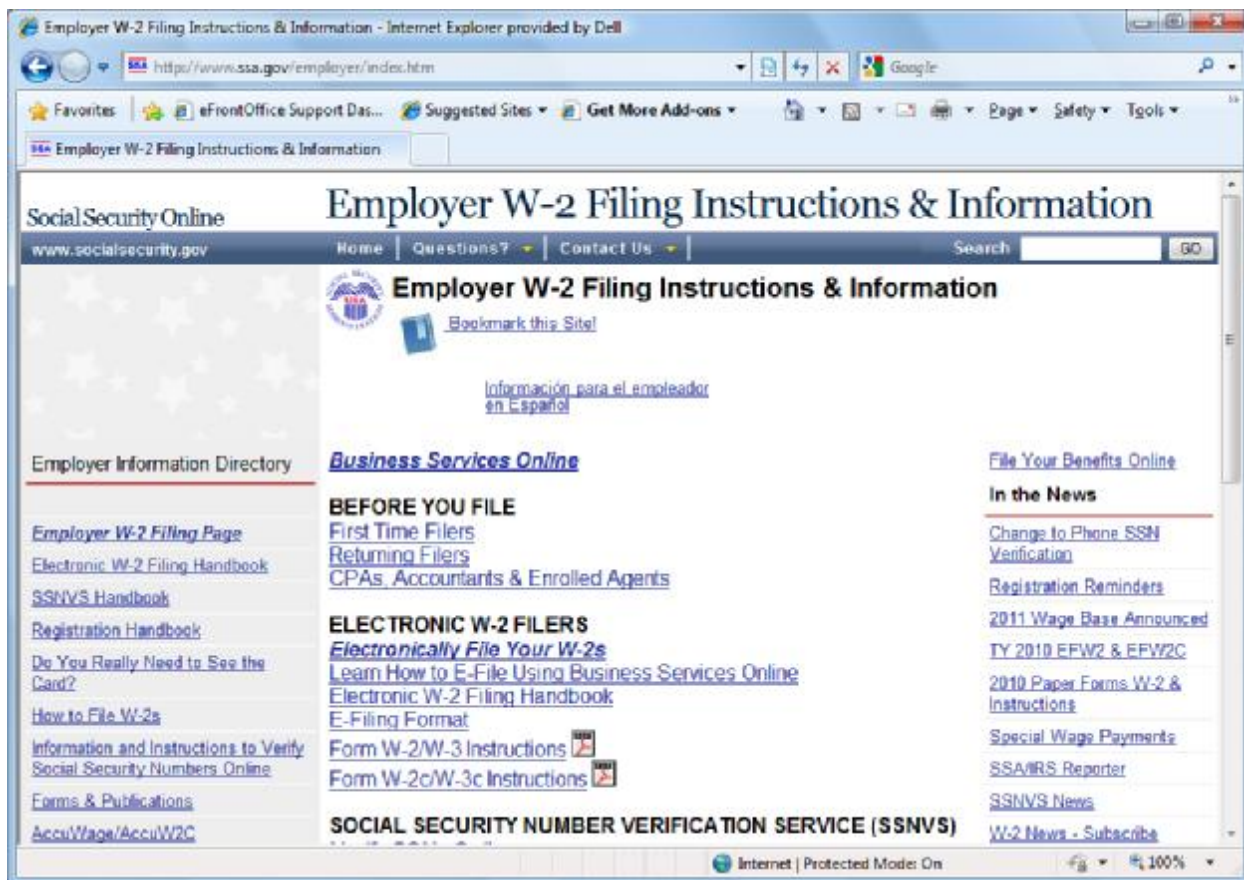 Employer W-2 Filing Instructions & Information - Internet Explorer provided by Dell
http://www.ssa.gov/employer/index.htm
Google
Favorites
eFrontOffice Support Das...
Suggested Sites
Get More Add-ons
Page
Safety
Tools
Employer W-2 Filing Instructions & Information
Social Security Online
Employer W-2 Filing Instructions & Information
www.socialsecurity.gov
Home
Questions?
Contact Us
Search
GO
Employer W-2 Filing Instructions & Information
Bookmark this Site!
Información para el empleador
en Español
Employer Information Directory
Employer W-2 Filing Page
Electronic W-2 Filing Handbook
SSNVS Handbook
Registration Handbook
Do You Really Need to See the
Card?
How to File W-2s
Information and Instructions to Verify
Social Security Numbers Online
Forms & Publications
AccuWage/AccuW2C
Business Services Online
BEFORE YOU FILE
First Time Filers
Returning Filers
CPAs, Accountants & Enrolled Agents
ELECTRONIC W-2 FILERS
Electronically File Your W-2s
Learn How to E-File Using Business Services Online
Electronic W-2 Filing Handbook
E-Filing Format
Form W-2/W-3 Instructions
Form W-2c/W-3c Instructions
SOCIAL SECURITY NUMBER VERIFICATION SERVICE (SSNVS)
File Your Benefits Online
In the News
Change to Phone SSN
Verification
Registration Reminders
2011 Wage Base Announced
TY 2010 EFW2 & EFW2C
2010 Paper Forms W-2 &
Instructions
Special Wage Payments
SSA/IRS Reporter
SSNVS News
W-2 News - Subscribe
Internet | Protected Mode: On
100%